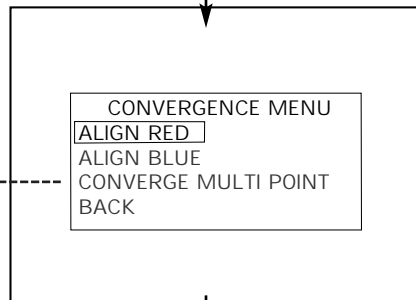 CONVERGENCE MENU
ALIGN RED
ALIGN BLUE
CONVERGE MULTI POINT
BACK